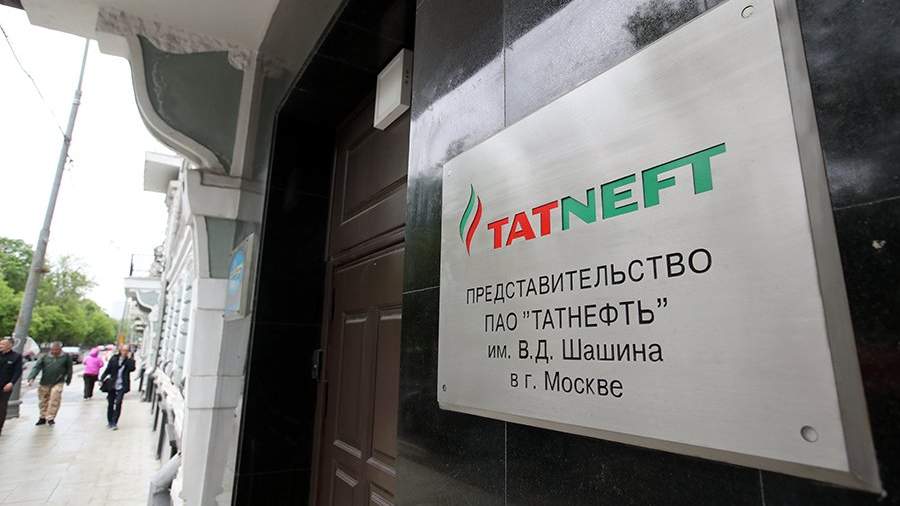 TATNEFT
ПРЕДСТАВИТЕЛЬСТВО
ПАО "ТАТНЕФТЬ"
им. В.Д. Шашина
в г. Москве